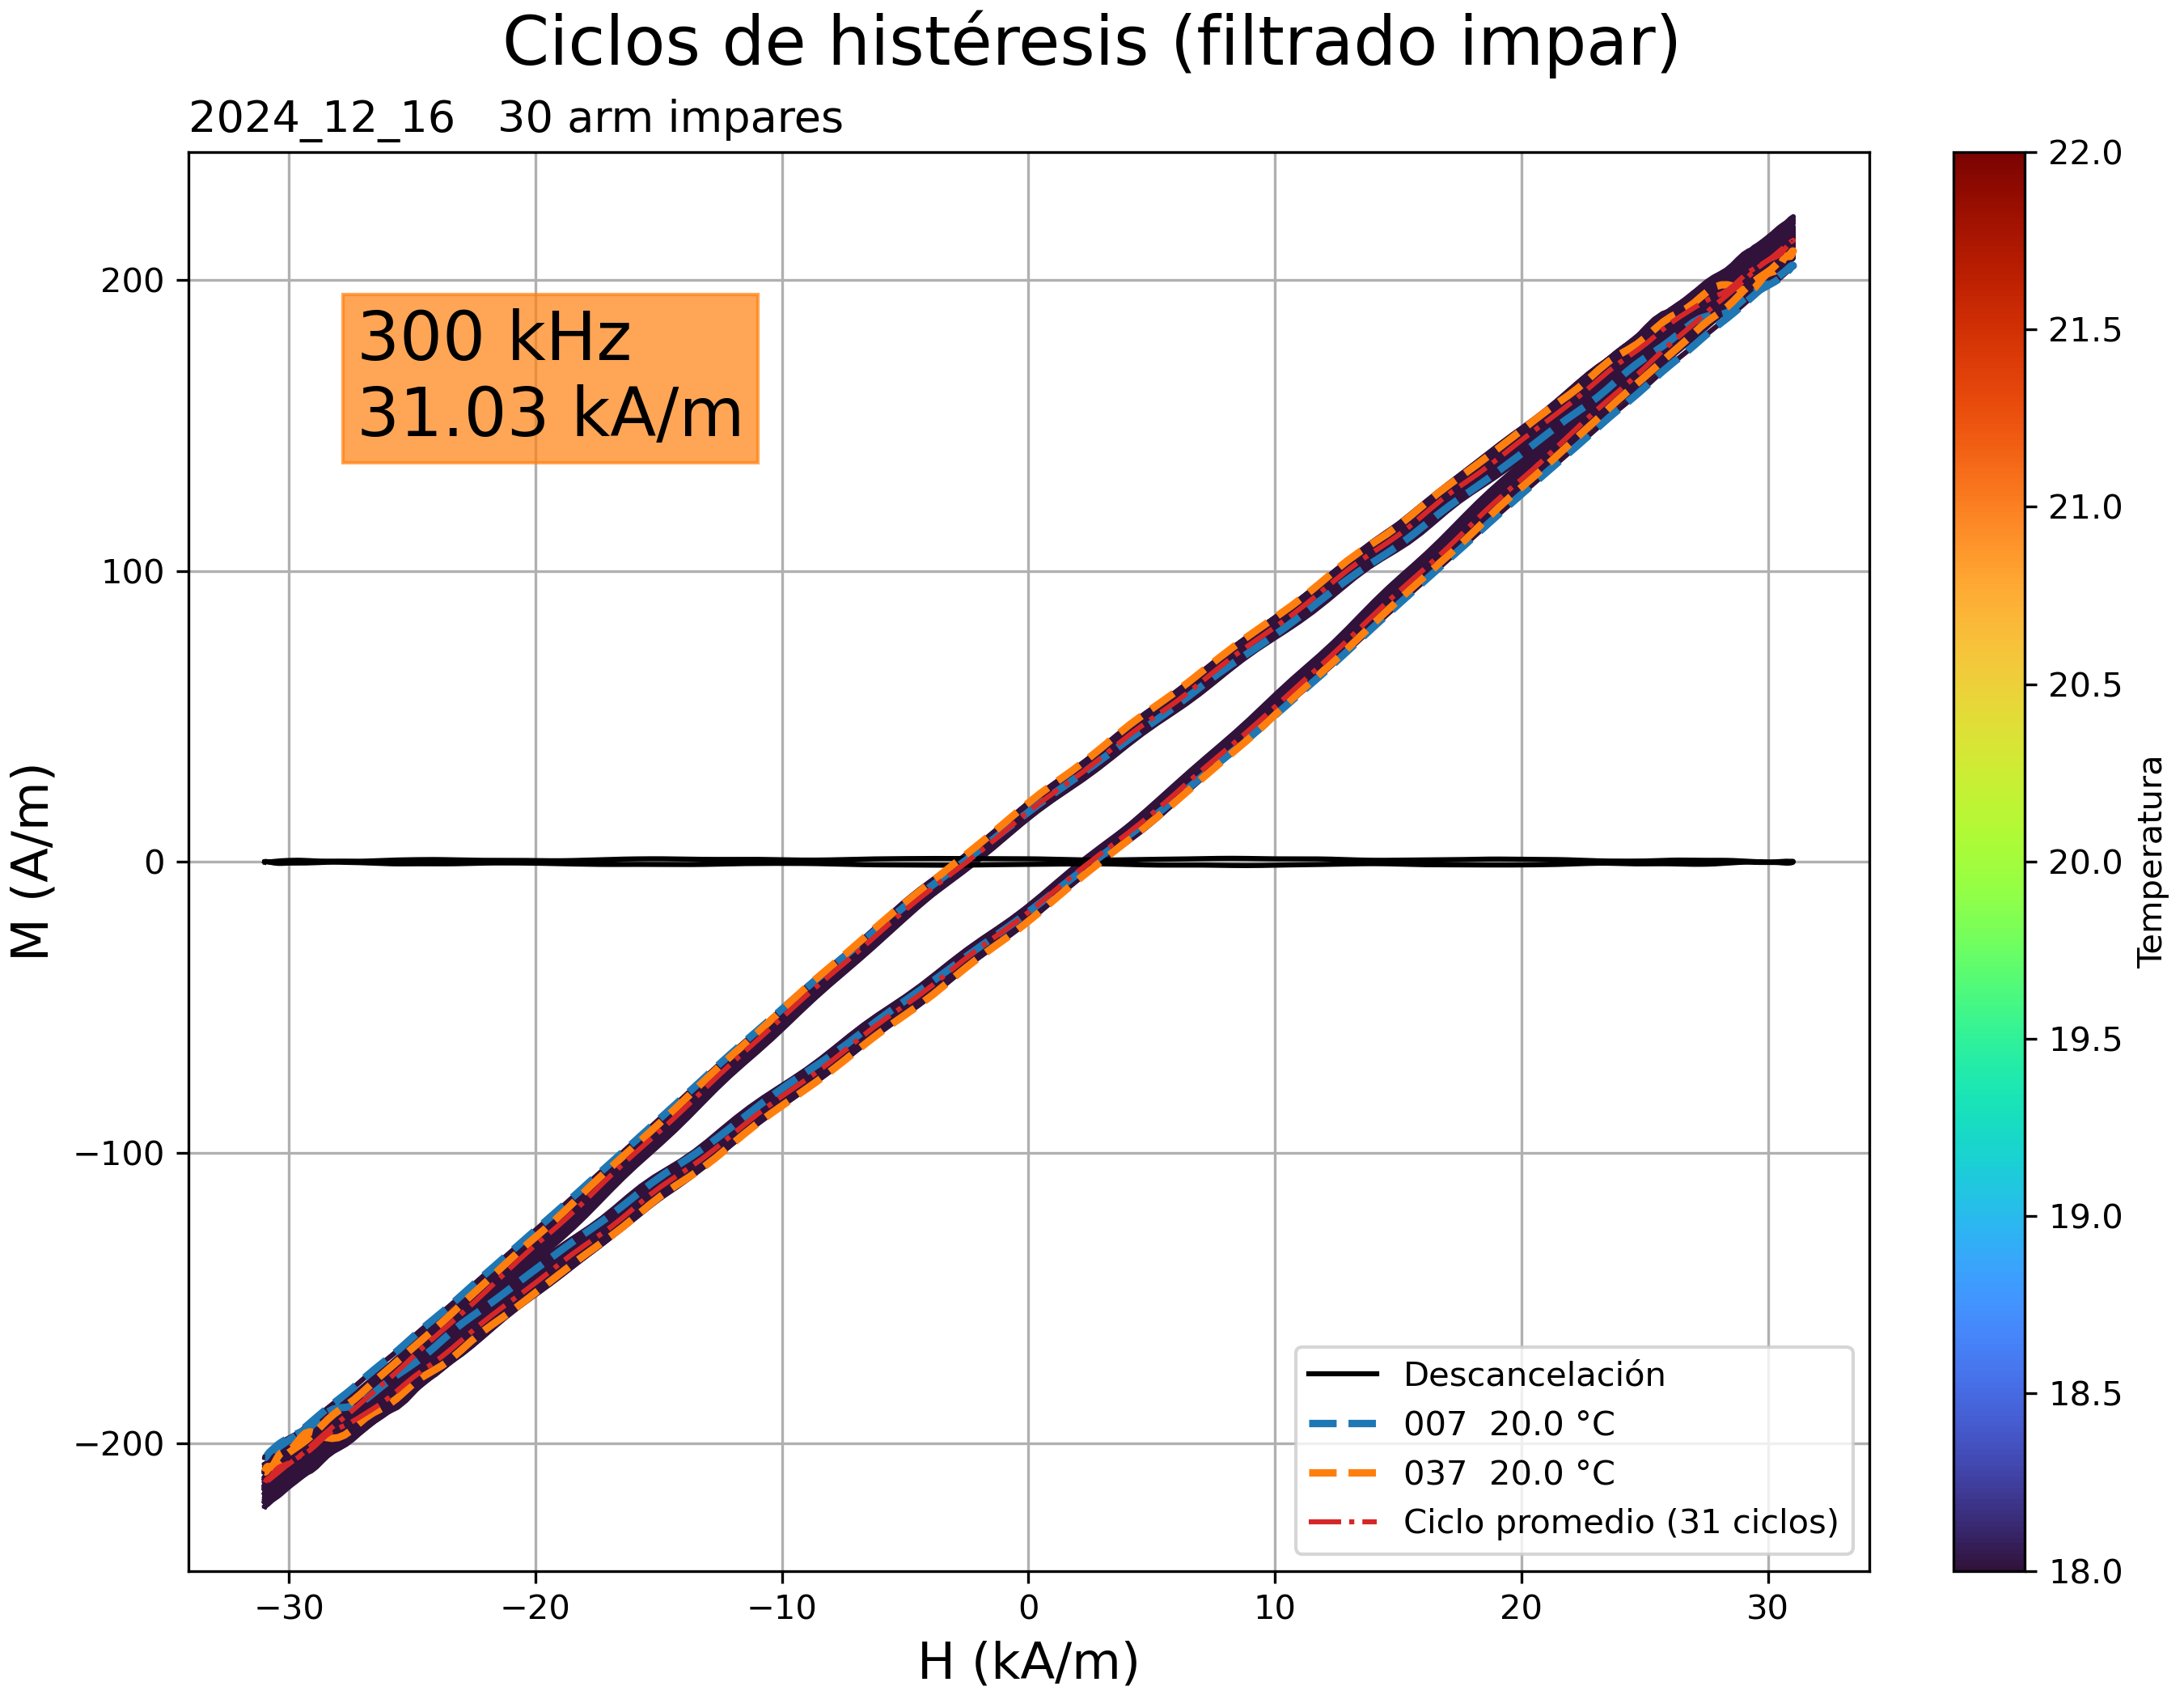 Ciclos de histéresis (filtrado impar)
2024_12_16   30 arm impares
300 kHz
31.03 kA/m
M (A/m)
200
100
0
−100
−200
−30
−20
−10
0
10
20
30
H (kA/m)
Descancelación
007  20.0 °C
037  20.0 °C
Ciclo promedio (31 ciclos)
22.0
21.5
21.0
20.5
20.0
19.5
19.0
18.5
18.0
Temperatura